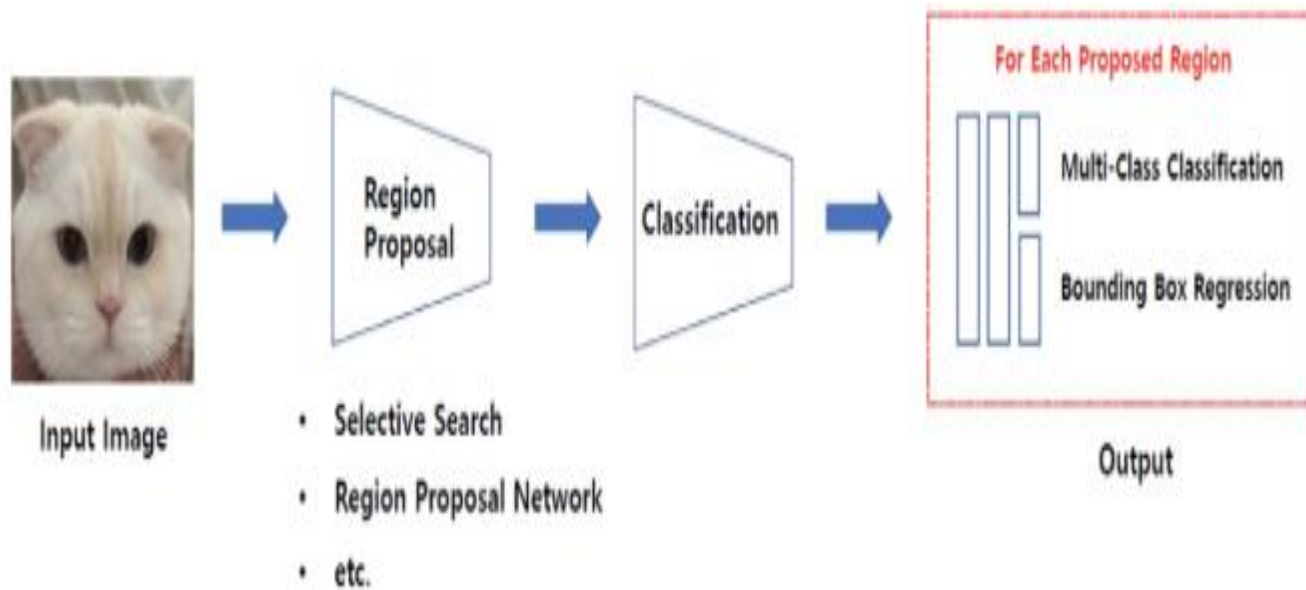 For Each Proposed Region
Region
Proposal
Classification
Multi-Class Classification
Bounding Box Regression
Input Image
• Selective Search
• Region Proposal Network
• etc.
Output